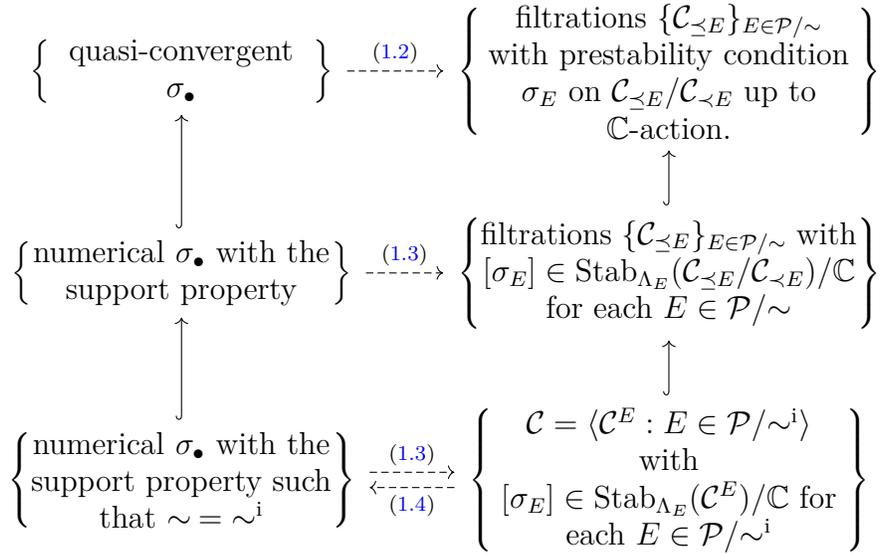 quasi-convergent
σ•
(1.2)
filtrations {𝒞_{⪯E}}_{E∈𝒫/∼}
with prestability condition
σ_E on 𝒞_{⪯E}/𝒞_{≺E} up to
ℂ-action.
numerical σ• with the
support property
(1.3)
filtrations {𝒞_{⪯E}}_{E∈𝒫/∼} with
[σ_E] ∈ Stab_{Λ_E}(𝒞_{⪯E}/𝒞_{≺E})/ℂ
for each E ∈ 𝒫/∼
numerical σ• with the
support property such
that ∼ = ∼ⁱ
(1.3)
(1.4)
𝒞 = ⟨𝒞^E : E ∈ 𝒫/∼ⁱ⟩
with
[σ_E] ∈ Stab_{Λ_E}(𝒞^E)/ℂ for
each E ∈ 𝒫/∼ⁱ